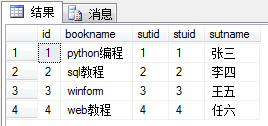 结果 消息
id bookname sutid stuid sutname
1 1 python编程 1 1 张三
2 2 sql教程 2 2 李四
3 3 winform 3 3 王五
4 4 web教程 4 4 任六